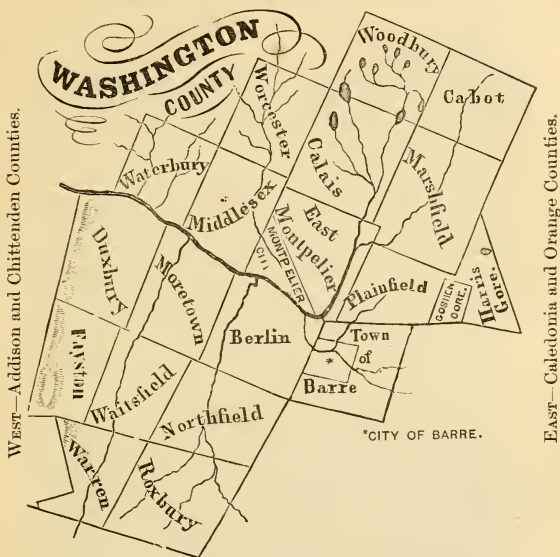 WASHINGTON
COUNTY
Woodbury
Cabot
Worcester
Calais
Marshfield
Waterbury
Middlesex
East
Montpelier
CITY
MONTPELIER
Duxbury
Moretown
Plainfield
GOSHEN
GORE.
Harris
Gore.
Berlin
Town
of
*
Barre
Fayston
Waitsfield
Northfield
*CITY OF BARRE.
Warren
Roxbury
WEST—Addison and Chittenden Counties.
EAST—Caledonia and Orange Counties.